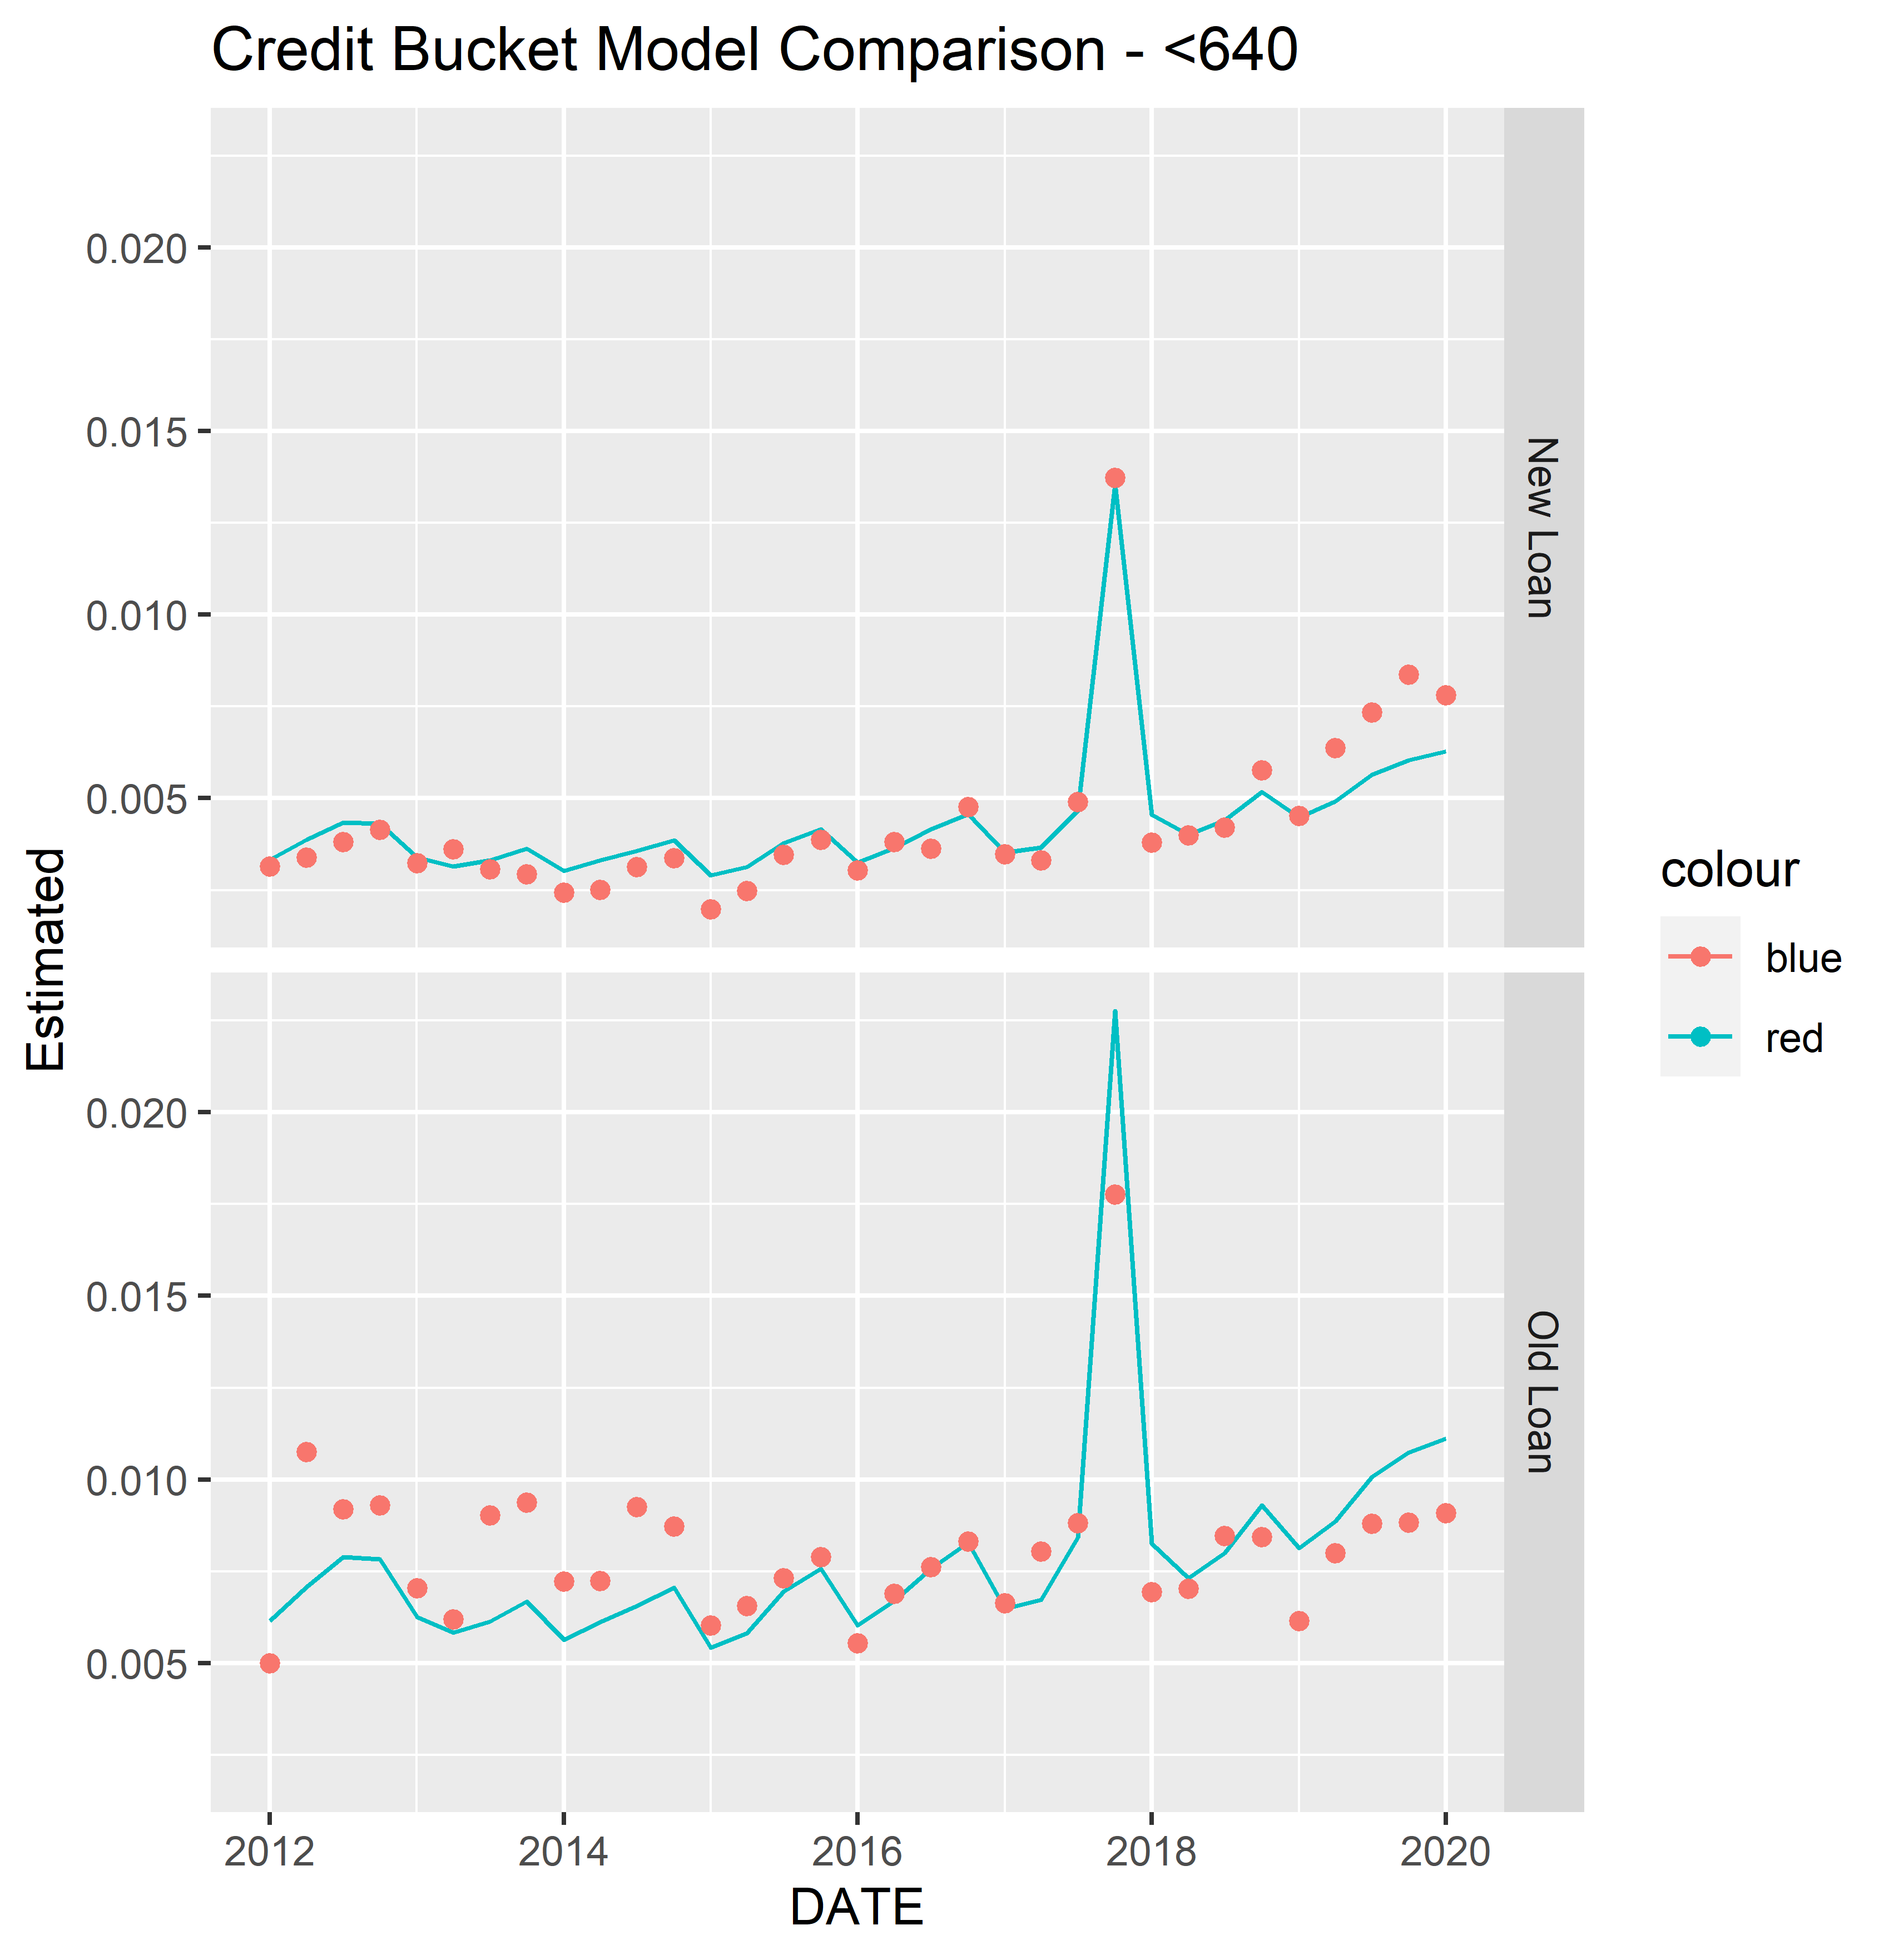 Credit Bucket Model Comparison - <640
0.020
0.015
0.010
0.005
New Loan
Estimated
0.020
0.015
0.010
0.005
Old Loan
2012 2014 2016 2018 2020
DATE
colour
blue
red